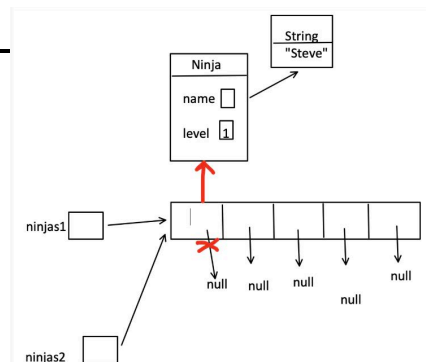 String
"Steve"
Ninja
name
level 1
ninjas1
null
null
null
null
null
ninjas2